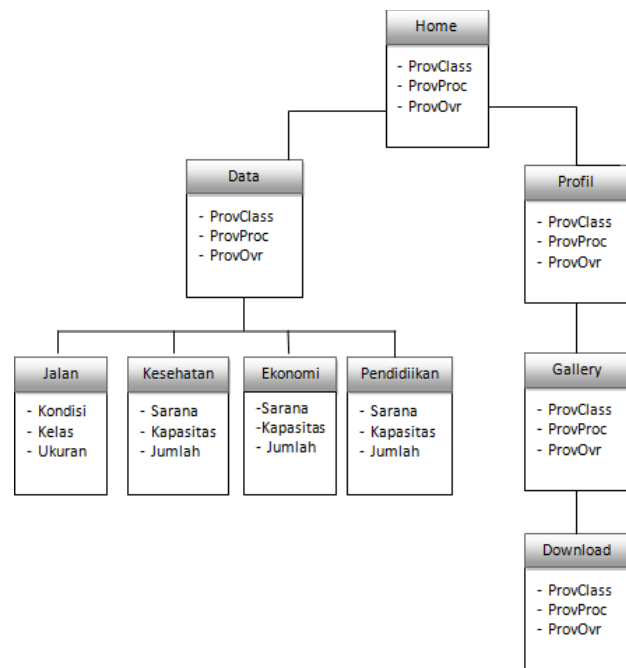 Home
- ProvClass
- ProvProc
- ProvOvr
Data
- ProvClass
- ProvProc
- ProvOvr
Profil
- ProvClass
- ProvProc
- ProvOvr
Jalan
- Kondisi
- Kelas
- Ukuran
Kesehatan
- Sarana
- Kapasitas
- Jumlah
Ekonomi
-Sarana
-Kapasitas
- Jumlah
Pendidiikan
- Sarana
- Kapasitas
- Jumlah
Gallery
- ProvClass
- ProvProc
- ProvOvr
Download
- ProvClass
- ProvProc
- ProvOvr